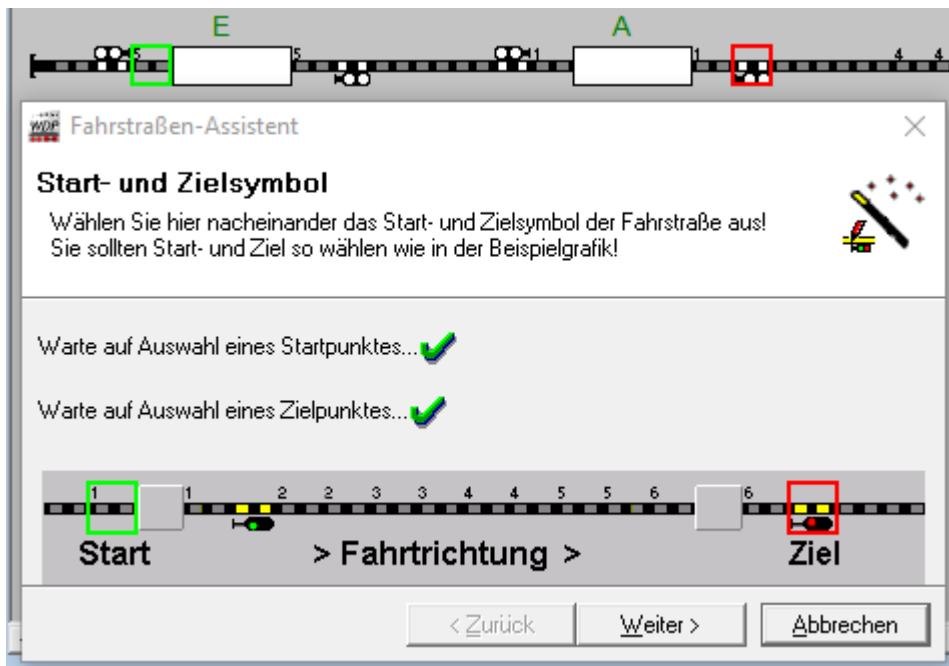 E A
5 5 1 1 4 4
WDP Fahrstraßen-Assistent
Start- und Zielsymbol
Wählen Sie hier nacheinander das Start- und Zielsymbol der Fahrstraße aus!
Sie sollten Start- und Ziel so wählen wie in der Beispielgrafik!
Warte auf Auswahl eines Startpunktes...
Warte auf Auswahl eines Zielpunktes...
1 1 2 2 3 3 4 4 5 5 6 6
Start > Fahrtrichtung > Ziel
< Zurück Weiter > Abbrechen